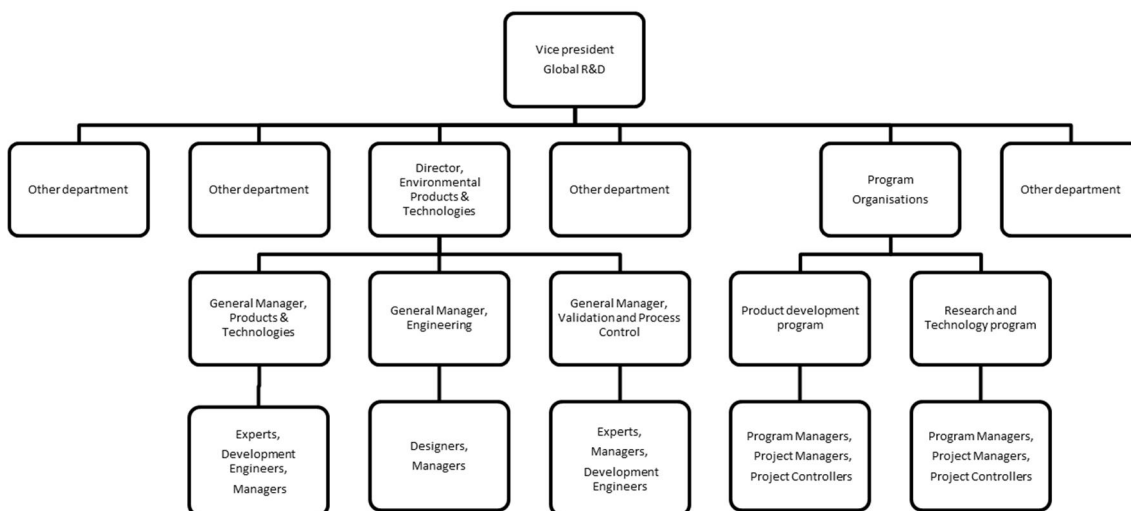 Vice president
Global R&D
Other department
Other department
Director,
Environmental
Products &
Technologies
Other department
Program
Organisations
Other department
General Manager,
Products &
Technologies
General Manager,
Engineering
General Manager,
Validation and Process
Control
Product development
program
Research and
Technology program
Experts,
Development
Engineers,
Managers
Designers,
Managers
Experts,
Managers,
Development
Engineers
Program Managers,
Project Managers,
Project Controllers
Program Managers,
Project Managers,
Project Controllers